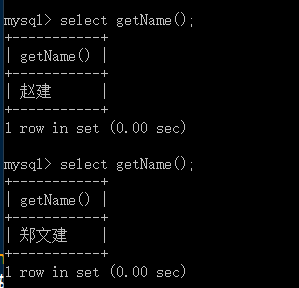 mysql> select getName();
+-----------+
| getName() |
+-----------+
| 赵建      |
+-----------+
1 row in set (0.00 sec)
mysql> select getName();
+-----------+
| getName() |
+-----------+
| 郑文建    |
+-----------+
1 row in set (0.00 sec)